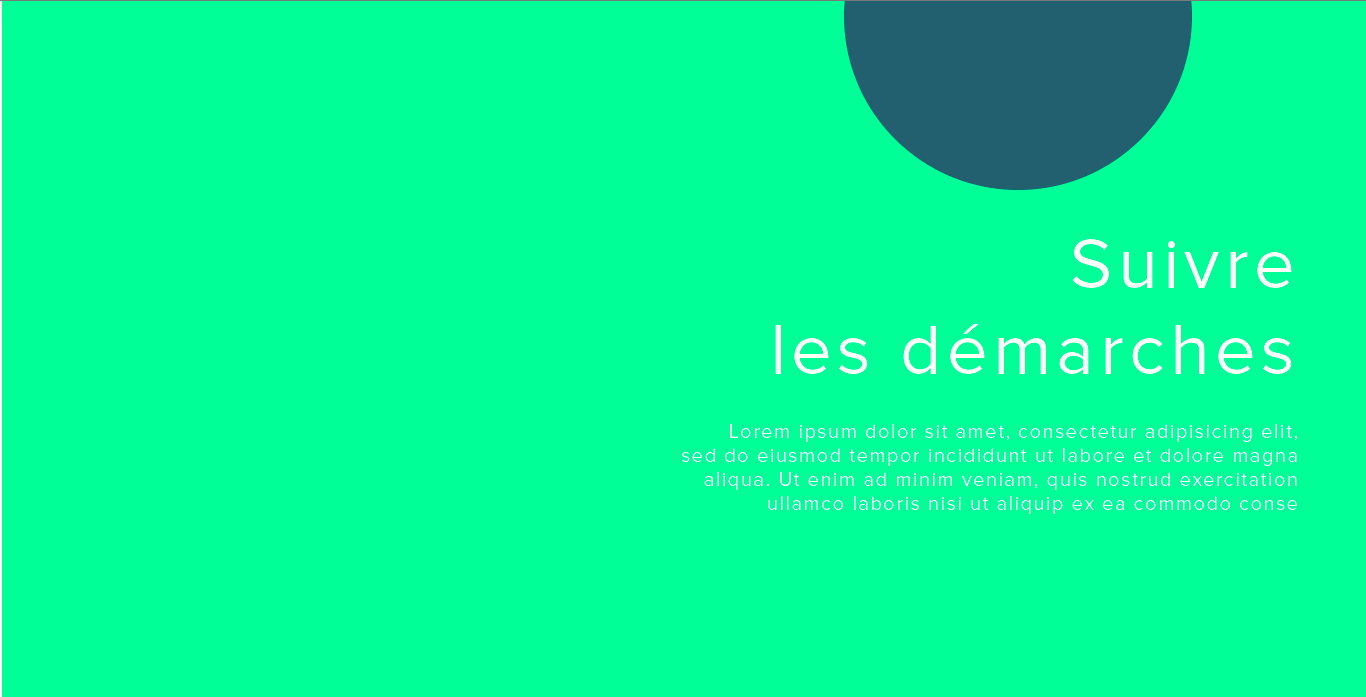 Suivre
les démarches
Lorem ipsum dolor sit amet, consectetur adipisicing elit,
sed do eiusmod tempor incididunt ut labore et dolore magna
aliqua. Ut enim ad minim veniam, quis nostrud exercitation
ullamco laboris nisi ut aliquip ex ea commodo conse